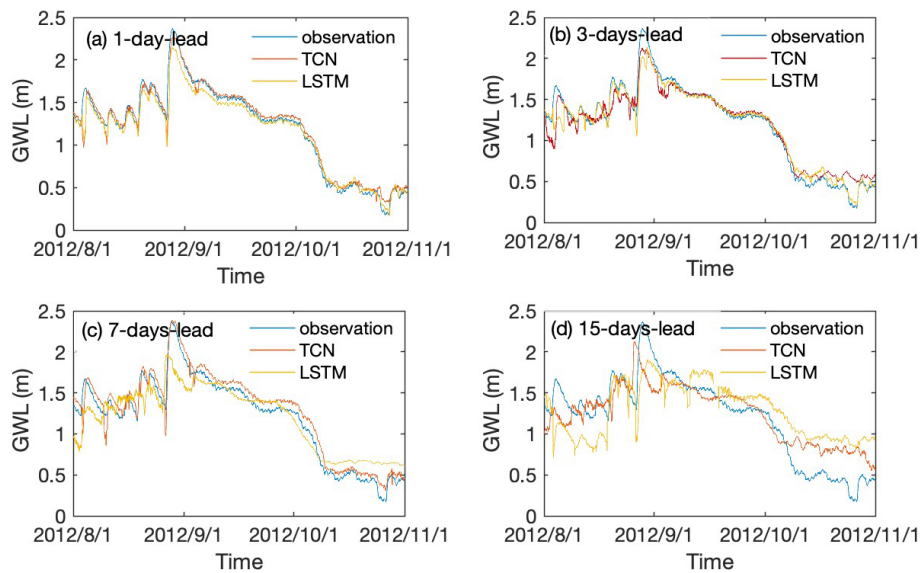 (a) 1-day-lead
observation
TCN
LSTM
2.5
2
1.5
1
0.5
0
GWL (m)
2012/8/1 2012/9/1 2012/10/1 2012/11/1
Time
(b) 3-days-lead
observation
TCN
LSTM
2.5
2
1.5
1
0.5
0
GWL (m)
2012/8/1 2012/9/1 2012/10/1 2012/11/1
Time
(c) 7-days-lead
observation
TCN
LSTM
2.5
2
1.5
1
0.5
0
GWL (m)
2012/8/1 2012/9/1 2012/10/1 2012/11/1
Time
(d) 15-days-lead
observation
TCN
LSTM
2.5
2
1.5
1
0.5
0
GWL (m)
2012/8/1 2012/9/1 2012/10/1 2012/11/1
Time